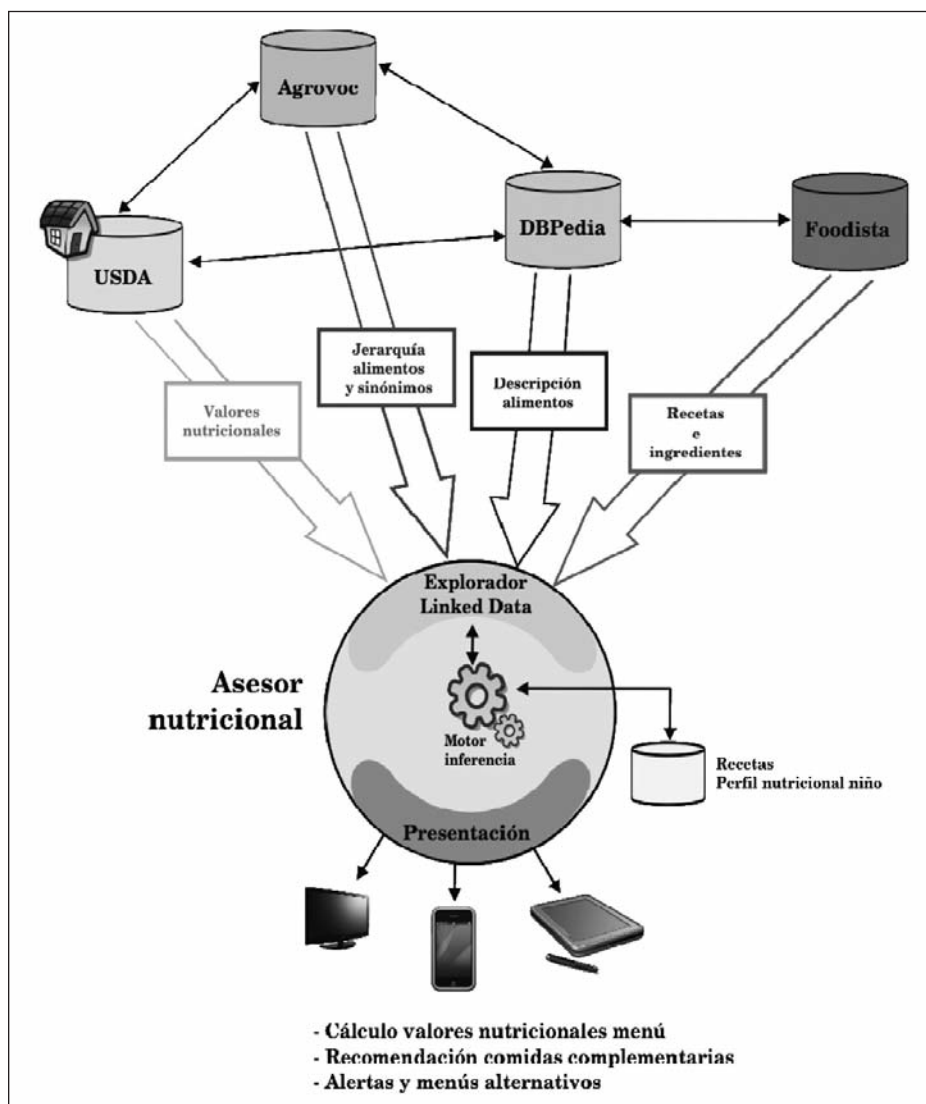 Agrovoc
DBPedia
Foodista
USDA
Jerarquía
alimentos
y sinónimos
Descripción
alimentos
Valores
nutricionales
Recetas
e
ingredientes
Explorador
Linked Data
Asesor
nutricional
Motor
inferencia
Recetas
Perfil nutricional niño
Presentación
- Cálculo valores nutricionales menú
- Recomendación comidas complementarias
- Alertas y menús alternativos